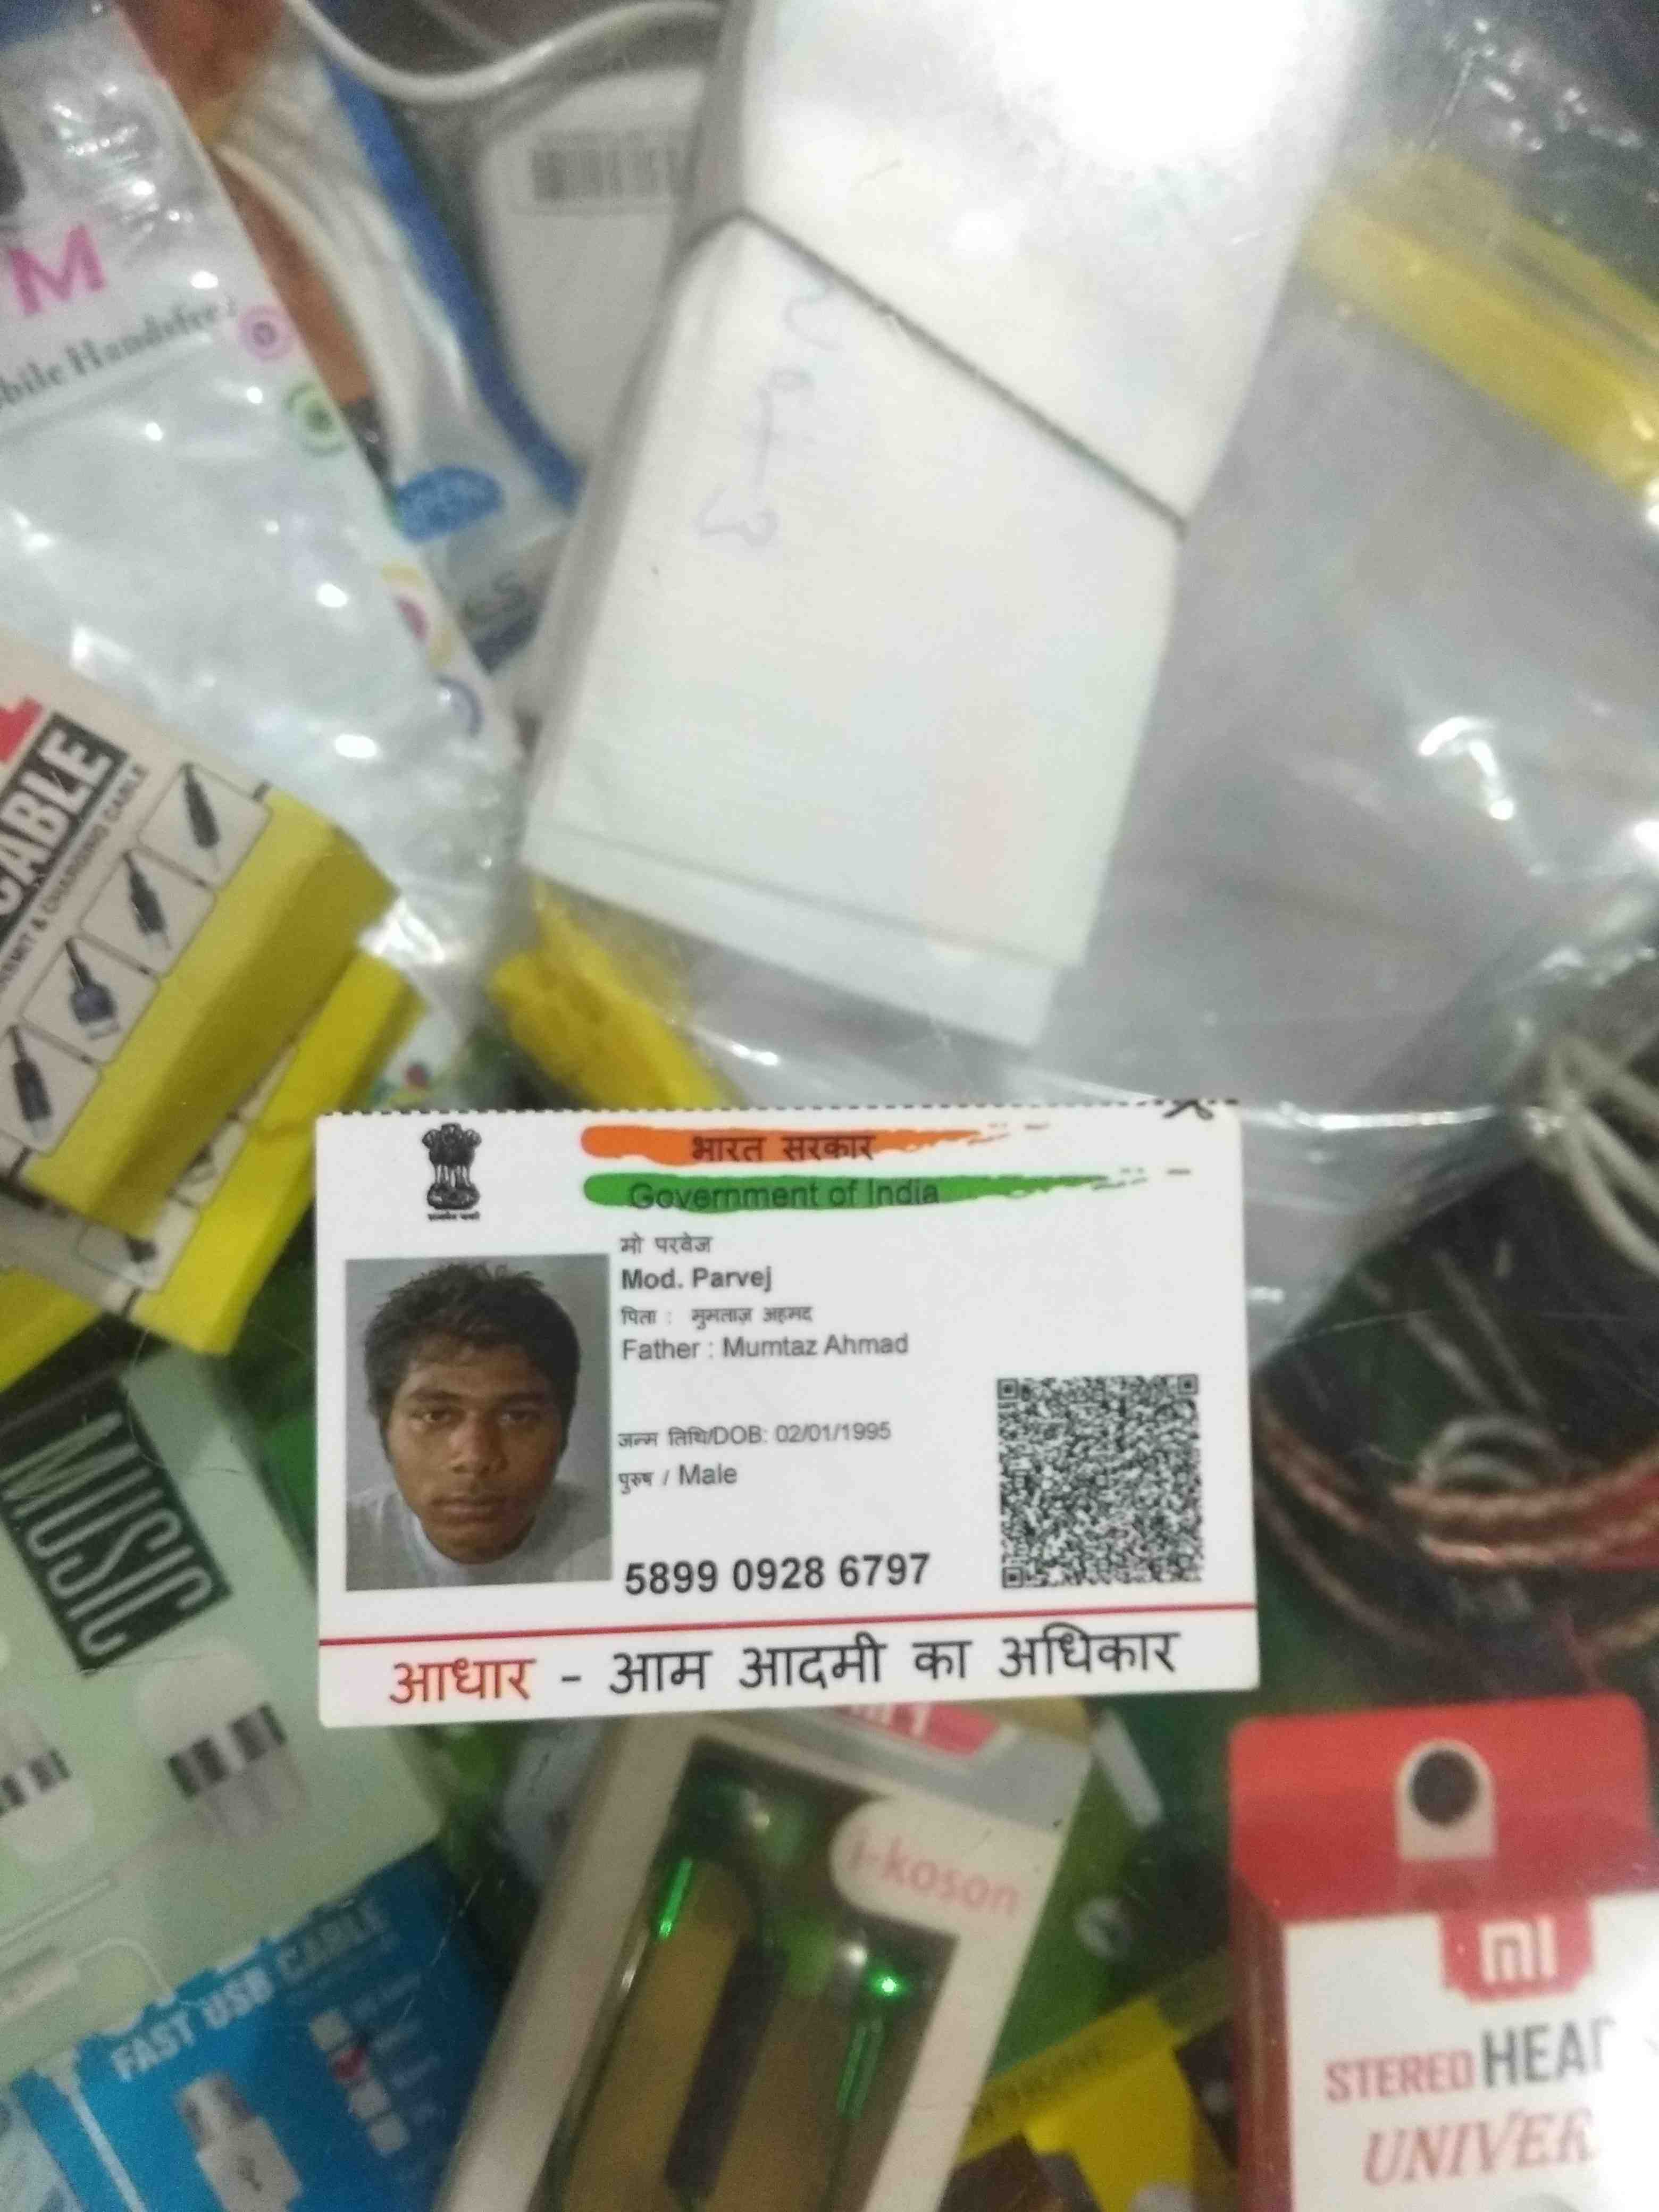 M
bile Handsfree
CABLE
TRANSMIT & CHARGING CABLE
भारत सरकार
Government of India
सत्यमेव जयते
मो परवेज
Mod. Parvej
पिता : मुमताज़ अहमद
Father : Mumtaz Ahmad
जन्म तिथि/DOB: 02/01/1995
पुरुष / Male
5899 0928 6797
आधार - आम आदमी का अधिकार
MUSIC
FAST USB CABLE
i-koson
mi
STEREO HEA
UNIVER